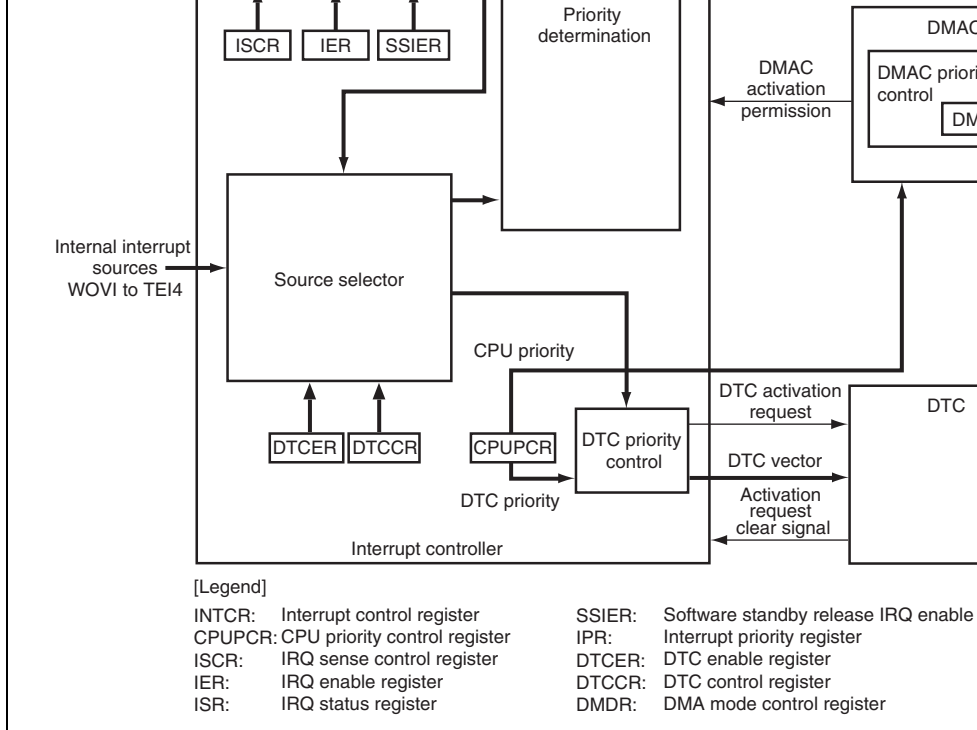 Priority
determination
ISCR
IER
SSIER
DMAC
activation
permission
DMAC
DMAC
control
Internal interrupt
sources
WOVI to TEI4
Source selector
CPU priority
DTCER
DTCCR
CPUPCR
DTC priority
control
DTC priority
DTC activation
request
DTC vector
Activation
request
clear signal
DTC
Interrupt controller
[Legend]
INTCR: Interrupt control register
CPUPCR: CPU priority control register
ISCR: IRQ sense control register
IER: IRQ enable register
ISR: IRQ status register
SSIER: Software standby release IRQ enable
IPR: Interrupt priority register
DTCER: DTC enable register
DTCCR: DTC control register
DMDR: DMA mode control register